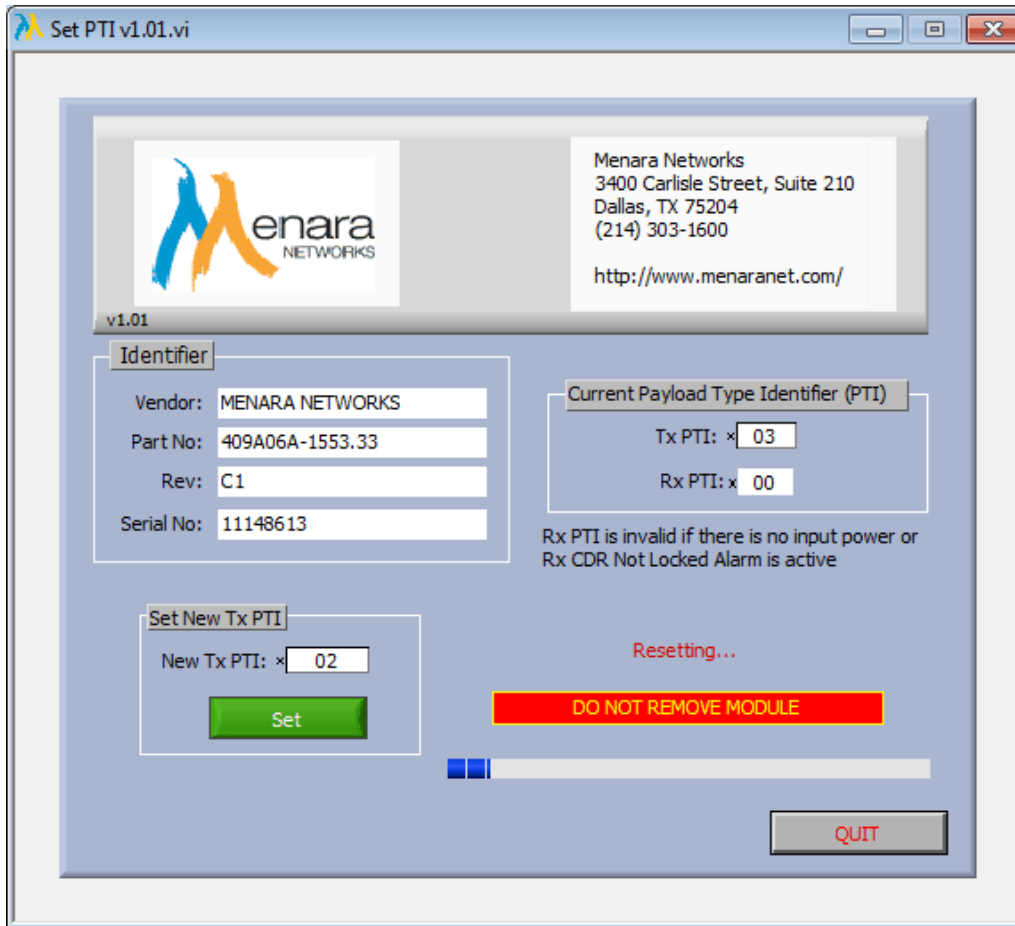 Set PTI v1.01.vi
Menara
NETWORKS
Menara Networks
3400 Carlisle Street, Suite 210
Dallas, TX 75204
(214) 303-1600
http://www.menaranet.com/
v1.01
Identifier
Vendor: MENARA NETWORKS
Part No: 409A06A-1553.33
Rev: C1
Serial No: 11148613
Current Payload Type Identifier (PTI)
Tx PTI: x 03
Rx PTI: x 00
Rx PTI is invalid if there is no input power or
Rx CDR Not Locked Alarm is active
Set New Tx PTI
New Tx PTI: x 02
Set
Resetting...
DO NOT REMOVE MODULE
QUIT